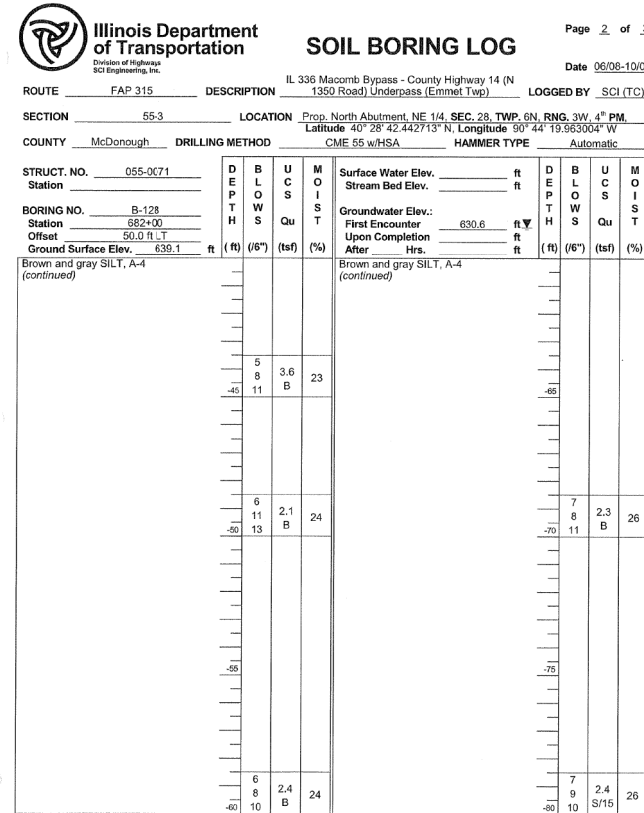 Illinois Department of Transportation
Division of Highways
SCI Engineering, Inc.
SOIL BORING LOG
Page 2 of
Date 06/08-10/0
ROUTE FAP 315 DESCRIPTION IL 336 Macomb Bypass - County Highway 14 (N
1350 Road) Underpass (Emmet Twp) LOGGED BY SCI (TC)
SECTION 55-3 LOCATION Prop. North Abutment, NE 1/4, SEC. 28, TWP. 6N, RNG. 3W, 4th PM,
Latitude 40° 28' 42.442713" N, Longitude 90° 44' 19.963004" W
COUNTY McDonough DRILLING METHOD CME 55 w/HSA HAMMER TYPE Automatic
STRUCT. NO. 055-0071
Station
BORING NO. B-128
Station 682+00
Offset 50.0 ft LT
Ground Surface Elev. 639.1 ft
DEPTH (ft)
BLOWS (/6")
UCS Qu (tsf)
MOIST (%)
Surface Water Elev. ft
Stream Bed Elev. ft
Groundwater Elev.:
First Encounter 630.6 ft ▼
Upon Completion ft
After Hrs. ft
DEPTH (ft)
BLOWS (/6")
UCS Qu (tsf)
MOIST (%)
Brown and gray SILT, A-4
(continued)
5
8 3.6 23
-45 11 B
6
11 2.1 24
-50 13 B
-55
6
8 2.4 24
-60 10 B
Brown and gray SILT, A-4
(continued)
-65
7
8 2.3 26
-70 11 B
-75
7
9 2.4 26
-80 10 S/15